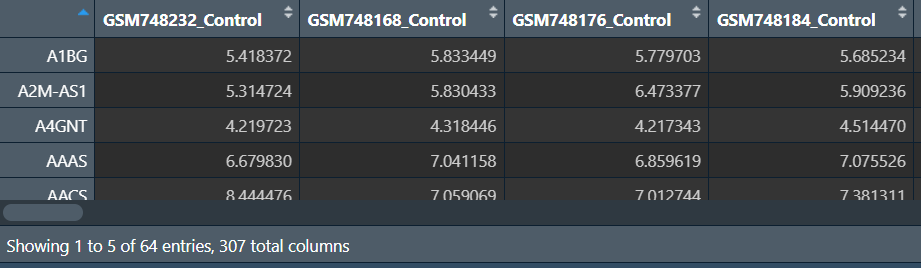 GSM748232_Control GSM748168_Control GSM748176_Control GSM748184_Control
A1BG 5.418372 5.833449 5.779703 5.685234
A2M-AS1 5.314724 5.830433 6.473377 5.909236
A4GNT 4.219723 4.318446 4.217343 4.514470
AAAS 6.679830 7.041158 6.859619 7.075526
AACS 8.444476 7.059069 7.012744 7.381311
Showing 1 to 5 of 64 entries, 307 total columns